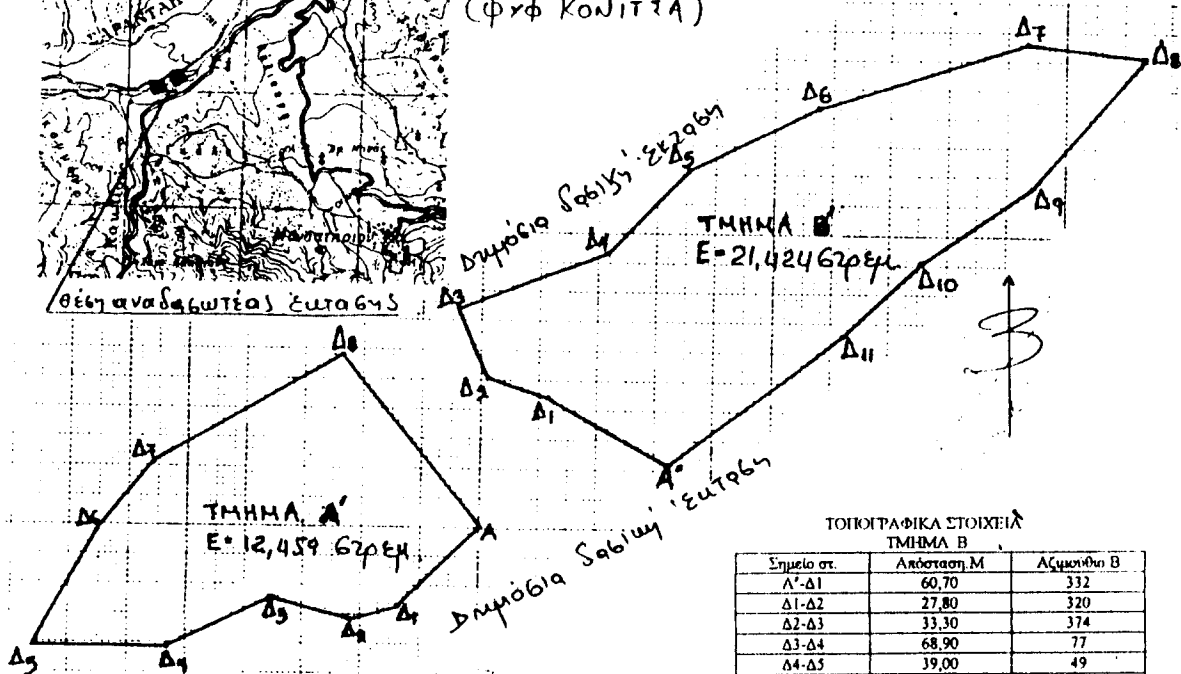 (ΦΥΦ ΚΟΝΙΤΣΑ)
Δ7
Δ8
Δ6
Δημόσια δασική έκταση
Δ5
Δ9
ΤΜΗΜΑ Β'
Ε=21,424 στρεμ.
Δ4
Δ10
Δ3
θέση αναδασωτέας έκτασης
Δ11
Δ8
Δ2
Δ1
Α'
Δ7
ΤΜΗΜΑ Α'
Ε=12,459 στρεμ
Δ6
Α
Δημόσια δασική έκταση
Δ3
Δ2
Δ1
Δ5
Δ4
ΤΟΠΟΓΡΑΦΙΚΑ ΣΤΟΙΧΕΙΑ
ΤΜΗΜΑ Β
Σημείο στ. Απόσταση Μ Αζιμούθιο Β
Α'-Δ1 60,70 332
Δ1-Δ2 27,80 320
Δ2-Δ3 33,30 374
Δ3-Δ4 68,90 77
Δ4-Δ5 39,00 49